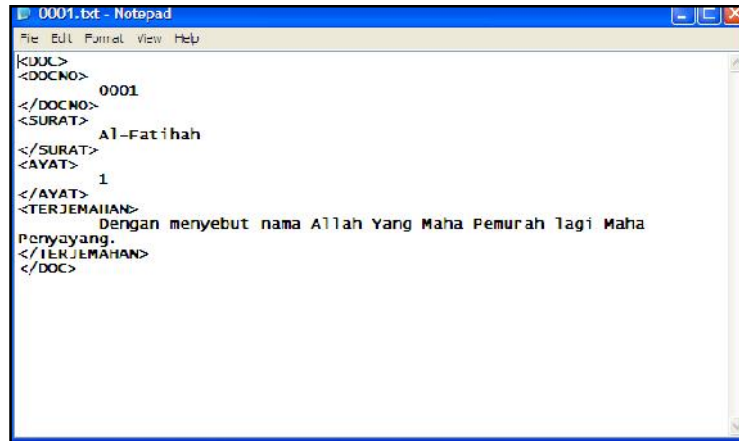 0001.txt - Notepad
File Edit Format View Help
<DOC>
<DOCNO>
0001
</DOCNO>
<SURAT>
Al-Fatihah
</SURAT>
<AYAT>
1
</AYAT>
<TERJEMAHAN>
Dengan menyebut nama Allah Yang Maha Pemurah lagi Maha
Penyayang.
</TERJEMAHAN>
</DOC>